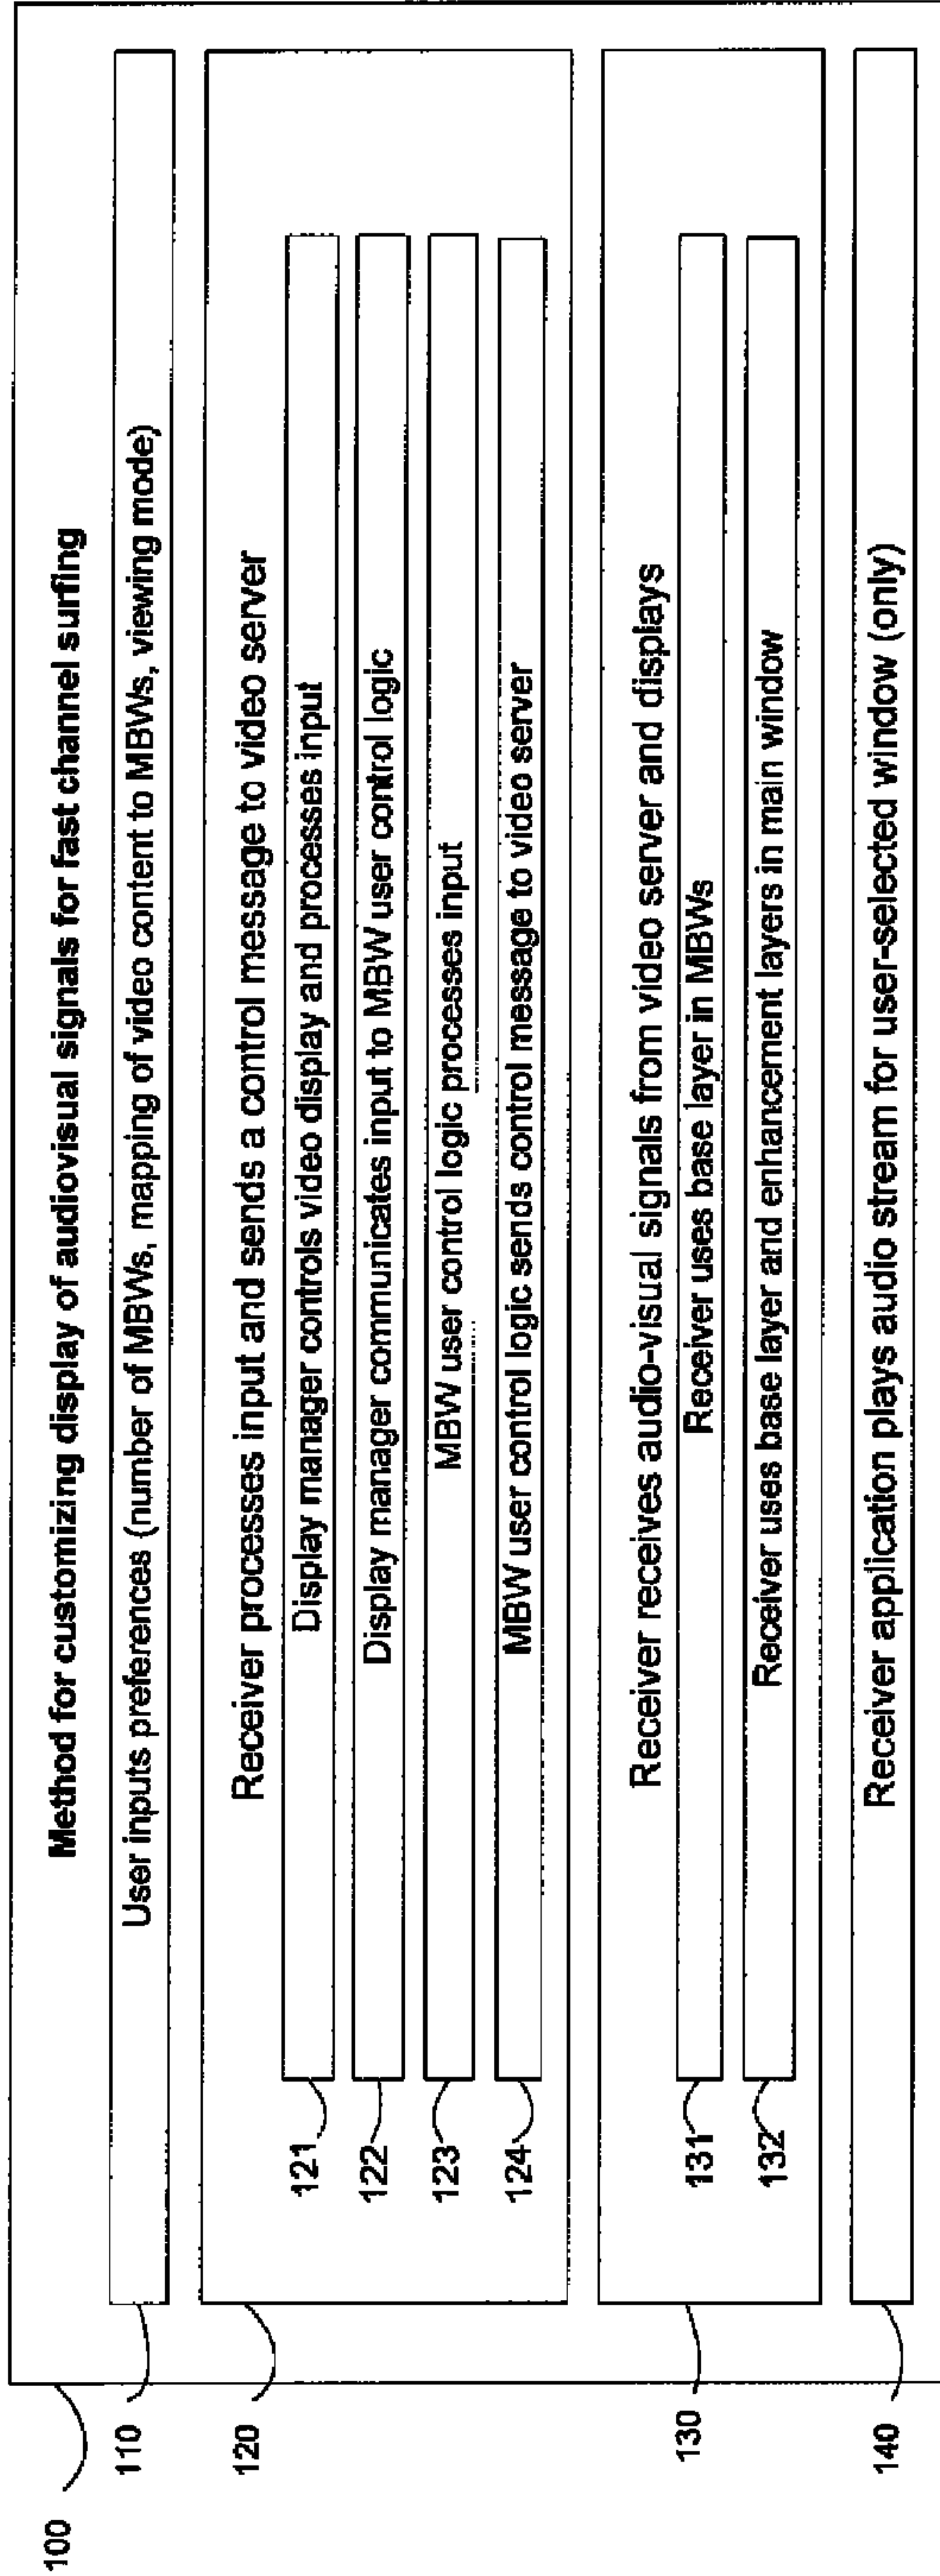 100
Method for customizing display of audiovisual signals for fast channel surfing
110
User inputs preferences (number of MBWs, mapping of video content to MBWs, viewing mode)
120
Receiver processes input and sends a control message to video server
121
Display manager controls video display and processes input
122
Display manager communicates input to MBW user control logic
123
MBW user control logic processes input
124
MBW user control logic sends control message to video server
130
Receiver receives audio-visual signals from video server and displays
131
Receiver uses base layer in MBWs
132
Receiver uses base layer and enhancement layers in main window
140
Receiver application plays audio stream for user-selected window (only)